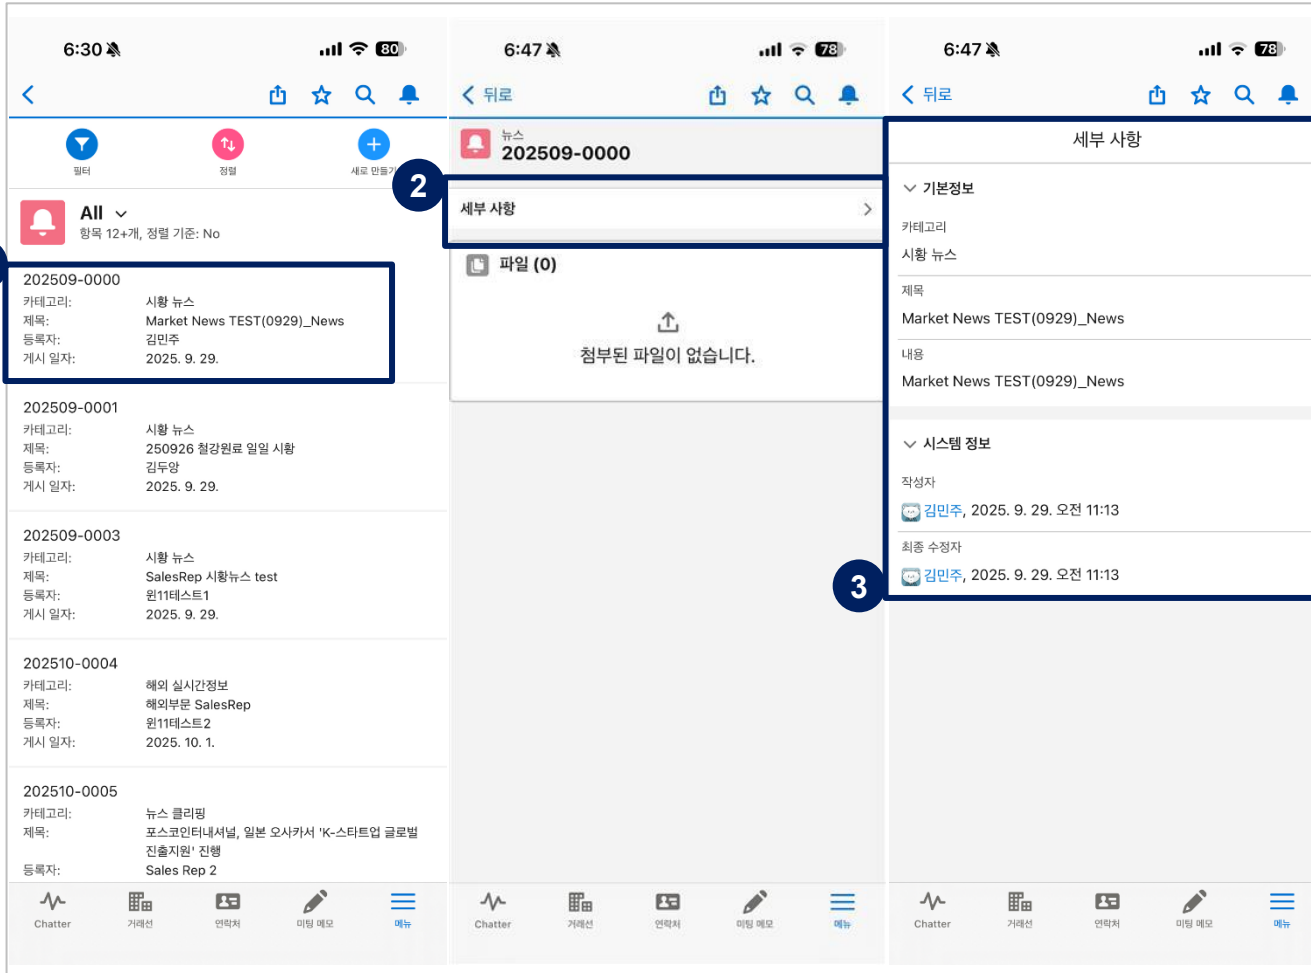 6:30
80
필터
정렬
새로 만들기
All
항목 12+개, 정렬 기준: No
202509-0000
카테고리: 시황 뉴스
제목: Market News TEST(0929)_News
등록자: 김민주
게시 일자: 2025. 9. 29.
202509-0001
카테고리: 시황 뉴스
제목: 250926 철강원료 일일 시황
등록자: 김두앙
게시 일자: 2025. 9. 29.
202509-0003
카테고리: 시황 뉴스
제목: SalesRep 시황뉴스 test
등록자: 윈11테스트1
게시 일자: 2025. 9. 29.
202510-0004
카테고리: 해외 실시간정보
제목: 해외부문 SalesRep
등록자: 윈11테스트2
게시 일자: 2025. 10. 1.
202510-0005
카테고리: 뉴스 클리핑
제목: 포스코인터내셔널, 일본 오사카서 'K-스타트업 글로벌
진출지원' 진행
등록자: Sales Rep 2
Chatter
거래선
연락처
미팅 메모
메뉴
6:47
78
뒤로
뉴스
202509-0000
2
세부 사항
파일 (0)
첨부된 파일이 없습니다.
Chatter
거래선
연락처
미팅 메모
메뉴
6:47
78
뒤로
세부 사항
기본정보
카테고리
시황 뉴스
제목
Market News TEST(0929)_News
내용
Market News TEST(0929)_News
시스템 정보
작성자
김민주, 2025. 9. 29. 오전 11:13
최종 수정자
김민주, 2025. 9. 29. 오전 11:13
3
Chatter
거래선
연락처
미팅 메모
메뉴